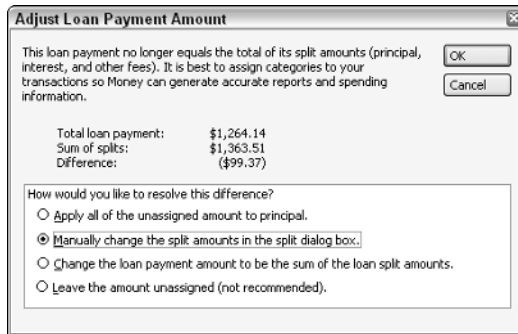 Adjust Loan Payment Amount
This loan payment no longer equals the total of its split amounts (principal,
interest, and other fees). It is best to assign categories to your
transactions so Money can generate accurate reports and spending
information.
OK
Cancel
Total loan payment: $1,264.14
Sum of splits: $1,363.51
Difference: ($99.37)
How would you like to resolve this difference?
Apply all of the unassigned amount to principal.
Manually change the split amounts in the split dialog box.
Change the loan payment amount to be the sum of the loan split amounts.
Leave the amount unassigned (not recommended).